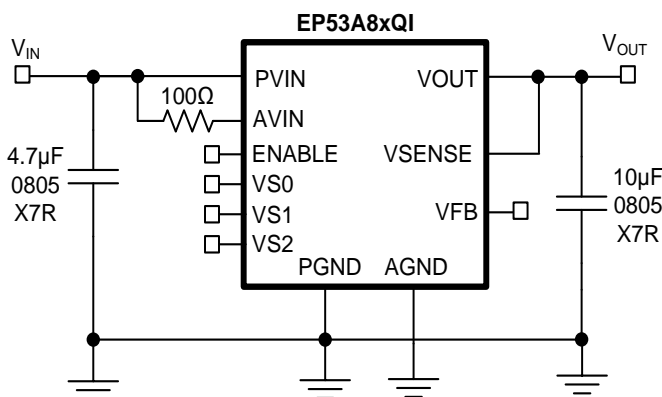 EP53A8xQI
VIN
VOUT
PVIN
VOUT
100Ω
AVIN
4.7µF
0805
X7R
ENABLE
VSENSE
VS0
10µF
0805
X7R
VS1
VFB
VS2
PGND
AGND